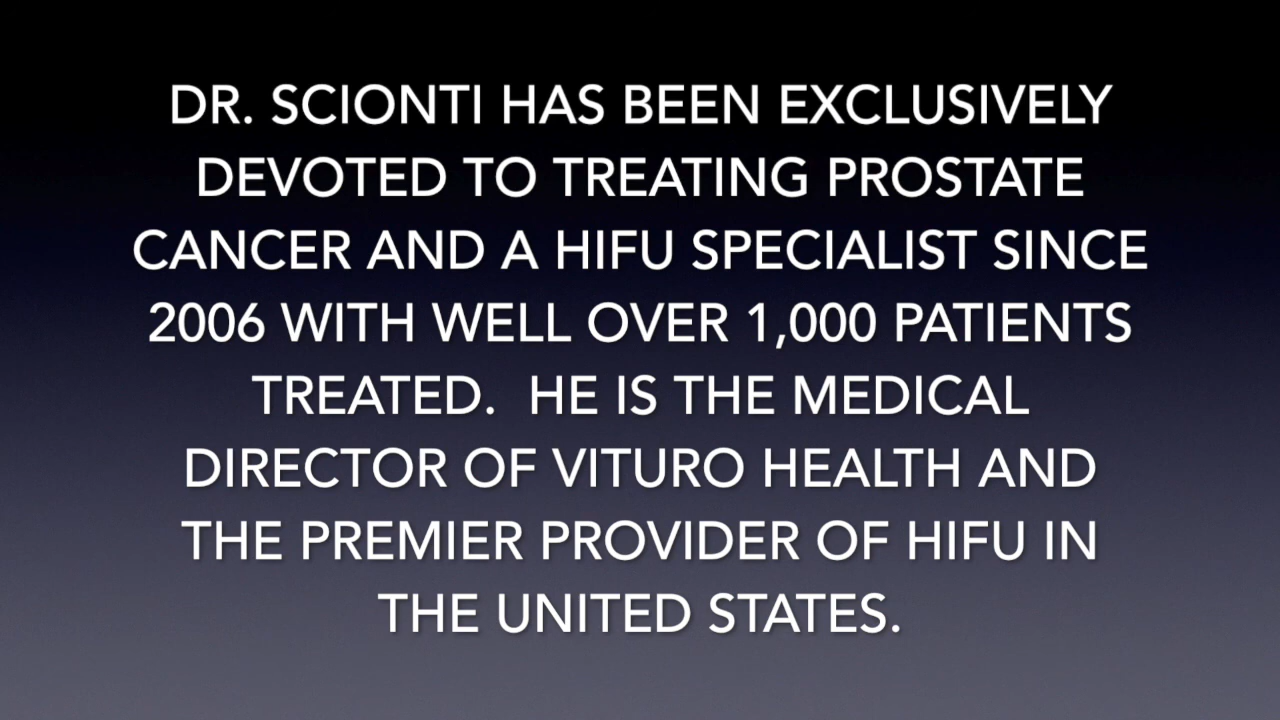 DR. SCIONTI HAS BEEN EXCLUSIVELY
DEVOTED TO TREATING PROSTATE
CANCER AND A HIFU SPECIALIST SINCE
2006 WITH WELL OVER 1,000 PATIENTS
TREATED.  HE IS THE MEDICAL
DIRECTOR OF VITURO HEALTH AND
THE PREMIER PROVIDER OF HIFU IN
THE UNITED STATES.